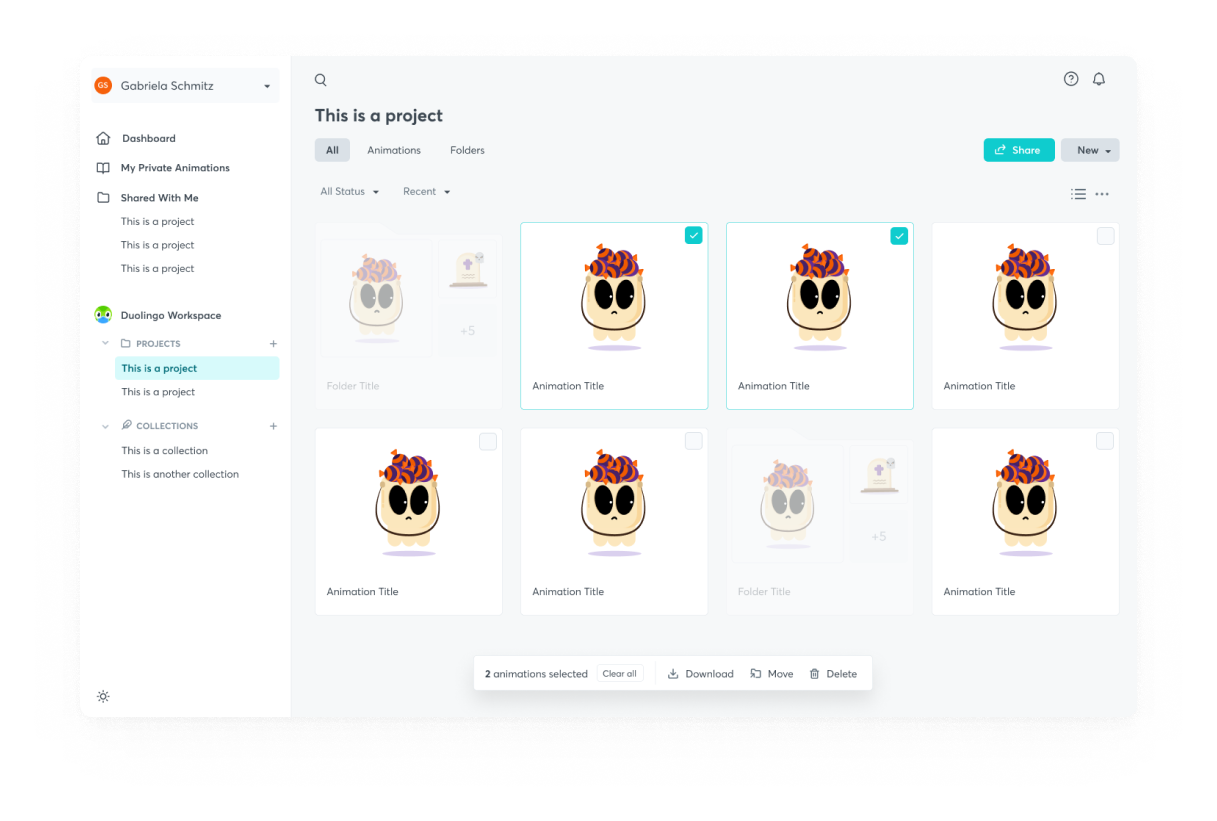 GS Gabriela Schmitz
Dashboard
My Private Animations
Shared With Me
This is a project
This is a project
This is a project
Duolingo Workspace
PROJECTS +
This is a project
This is a project
COLLECTIONS +
This is a collection
This is another collection
This is a project
All Animations Folders Share New
All Status Recent
+5
Folder Title Animation Title Animation Title Animation Title
+5
Animation Title Animation Title Folder Title Animation Title
2 animations selected Clear all Download Move Delete